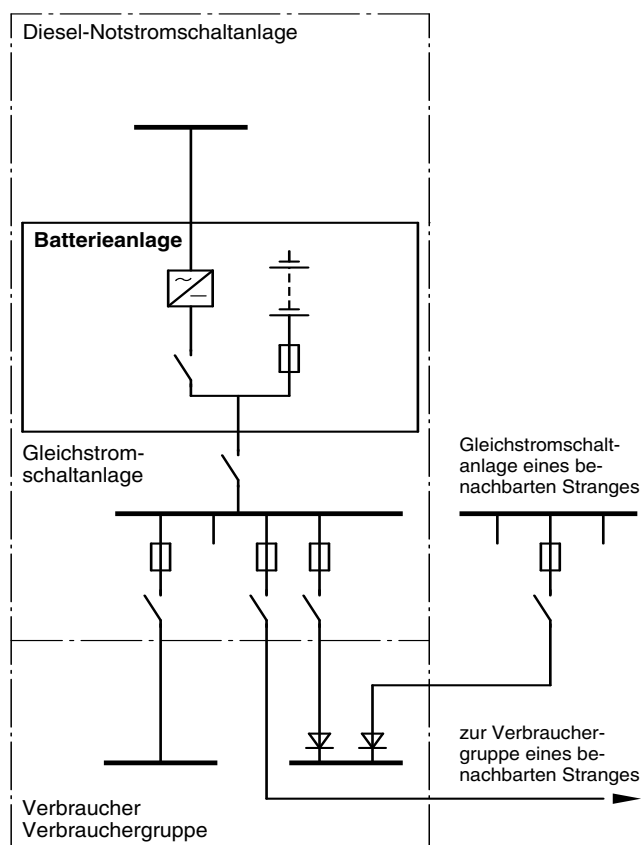 Diesel-Notstromschaltanlage
Batterieanlage
Gleichstrom-
schaltanlage
Gleichstromschalt-
anlage eines be-
nachbarten Stranges
zur Verbraucher-
gruppe eines be-
nachbarten Stranges
Verbraucher
Verbrauchergruppe